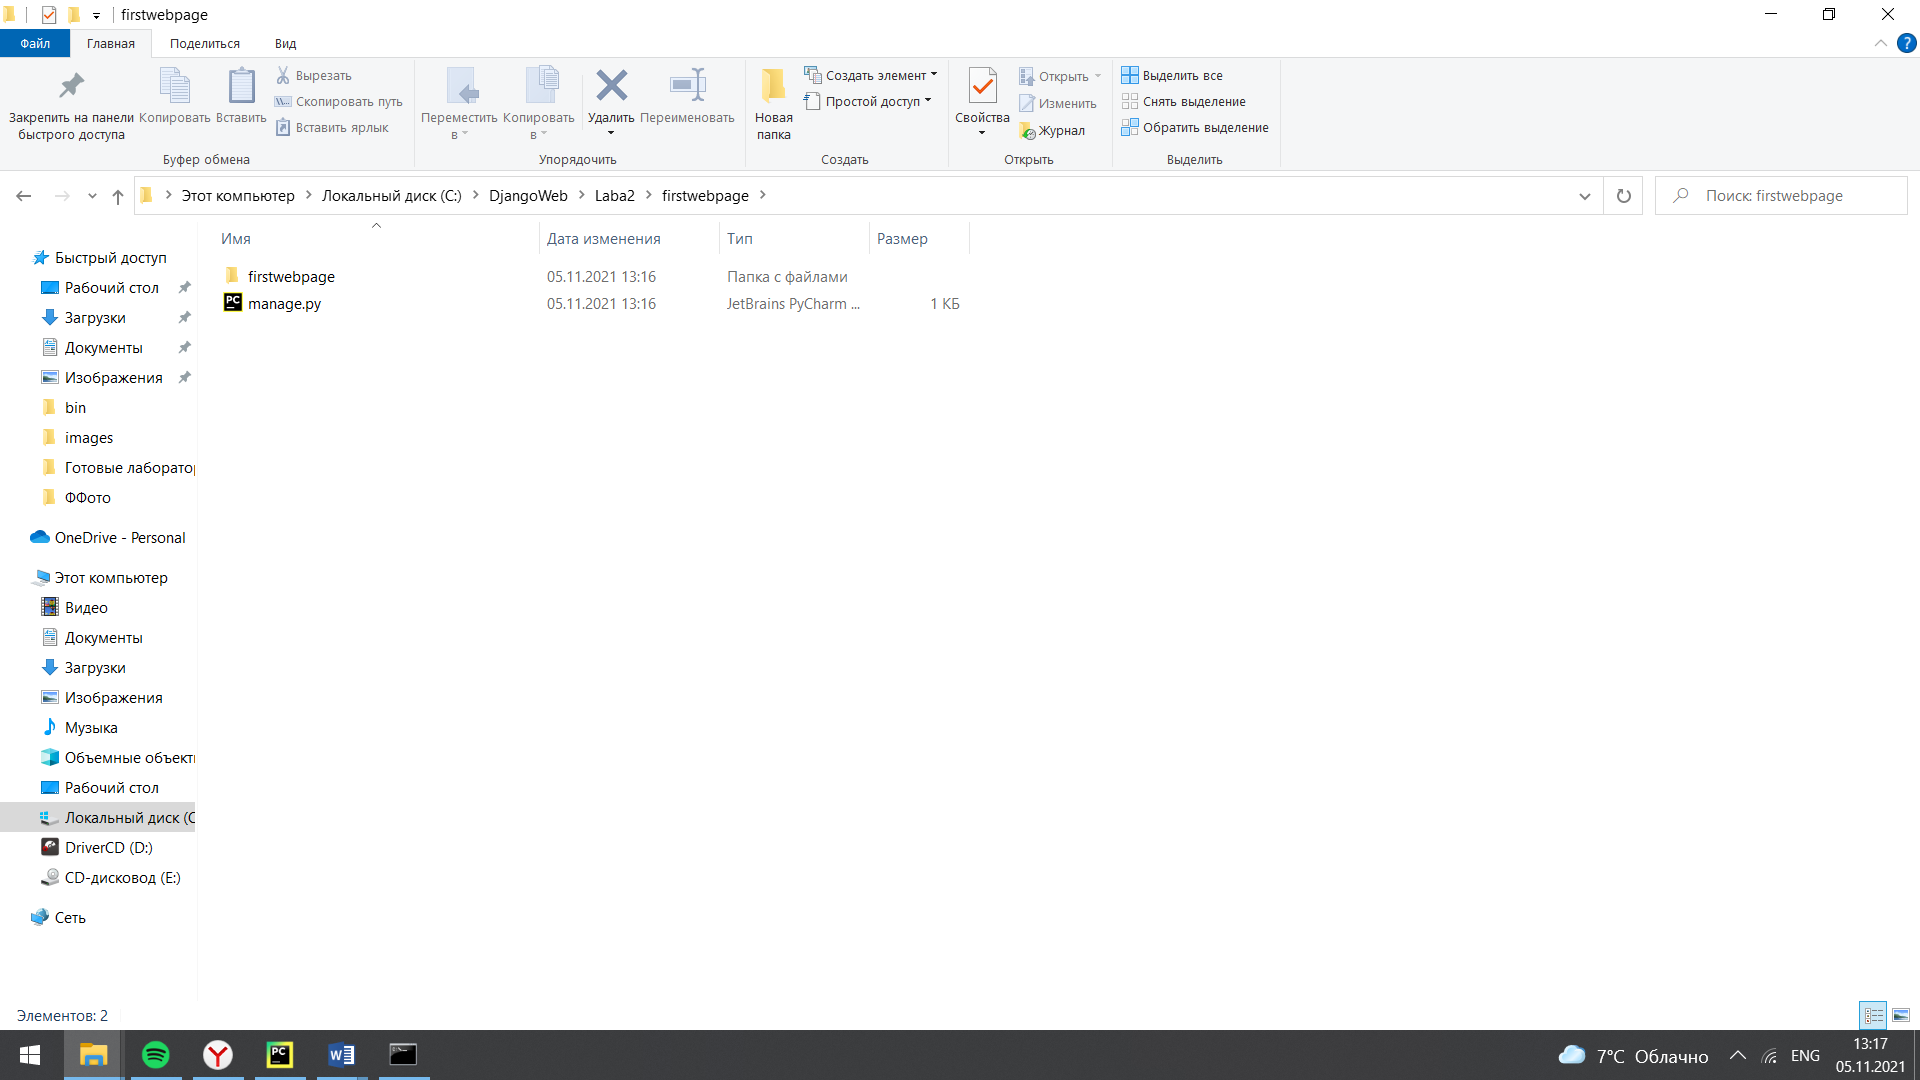 firstwebpage
Файл
Главная
Поделиться
Вид
Закрепить на панели
быстрого доступа
Копировать
Вставить
Вырезать
Скопировать путь
Вставить ярлык
Буфер обмена
Переместить
в
Копировать
в
Удалить
Переименовать
Упорядочить
Новая
папка
Создать элемент
Простой доступ
Создать
Свойства
Открыть
Изменить
Журнал
Открыть
Выделить все
Снять выделение
Обратить выделение
Выделить
Этот компьютер
Локальный диск (C:)
DjangoWeb
Laba2
firstwebpage
Поиск: firstwebpage
Имя
Дата изменения
Тип
Размер
firstwebpage 05.11.2021 13:16 Папка с файлами
manage.py 05.11.2021 13:16 JetBrains PyCharm ... 1 КБ
Быстрый доступ
Рабочий стол
Загрузки
Документы
Изображения
bin
images
Готовые лаборатор
ФФото
OneDrive - Personal
Этот компьютер
Видео
Документы
Загрузки
Изображения
Музыка
Объемные объекты
Рабочий стол
Локальный диск (C
DriverCD (D:)
CD-дисковод (E:)
Сеть
Элементов: 2
7°C Облачно
ENG
13:17
05.11.2021